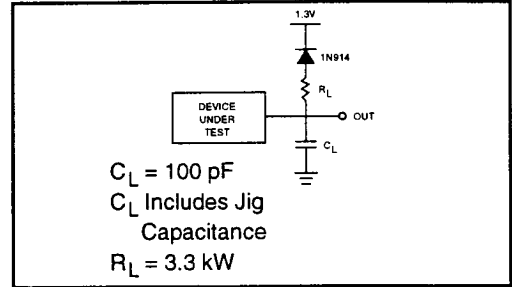 1.3V
1N914
RL
DEVICE
UNDER
TEST
OUT
CL
CL = 100 pF
CL Includes Jig
Capacitance
RL = 3.3 kW